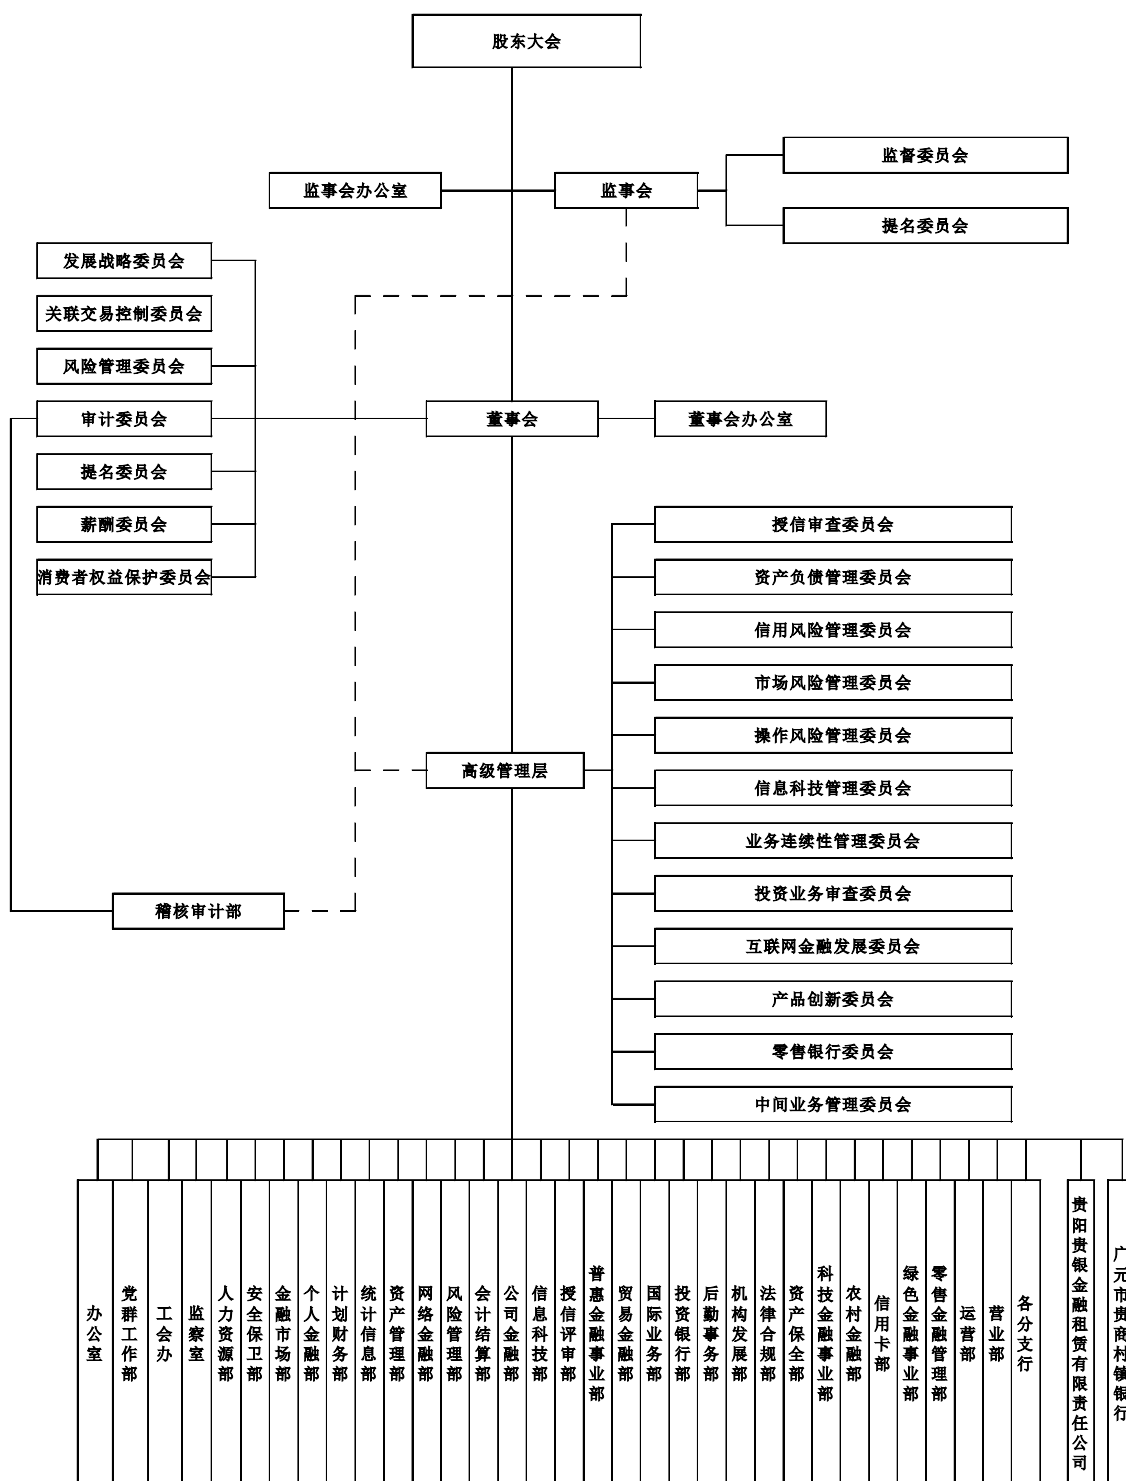 股东大会
监督委员会
监事会办公室
监事会
提名委员会
发展战略委员会
关联交易控制委员会
风险管理委员会
审计委员会
董事会
董事会办公室
提名委员会
薪酬委员会
消费者权益保护委员会
授信审查委员会
资产负债管理委员会
信用风险管理委员会
市场风险管理委员会
操作风险管理委员会
高级管理层
信息科技管理委员会
业务连续性管理委员会
投资业务审查委员会
稽核审计部
互联网金融发展委员会
产品创新委员会
零售银行委员会
中间业务管理委员会
办公室
党群工作部
工会办
监察室
人力资源部
安全保卫部
金融市场部
个人金融部
计划财务部
统计信息部
资产管理部
网络金融部
风险管理部
会计结算部
公司金融部
信息科技部
授信评审部
普惠金融事业部
贸易金融部
国际业务部
投资银行部
后勤事务部
机构发展部
法律合规部
资产保全部
科技金融事业部
农村金融部
信用卡部
绿色金融事业部
零售金融管理部
运营部
营业部
各分支行
贵阳贵银金融租赁有限责任公司
广元市贵商村镇银行